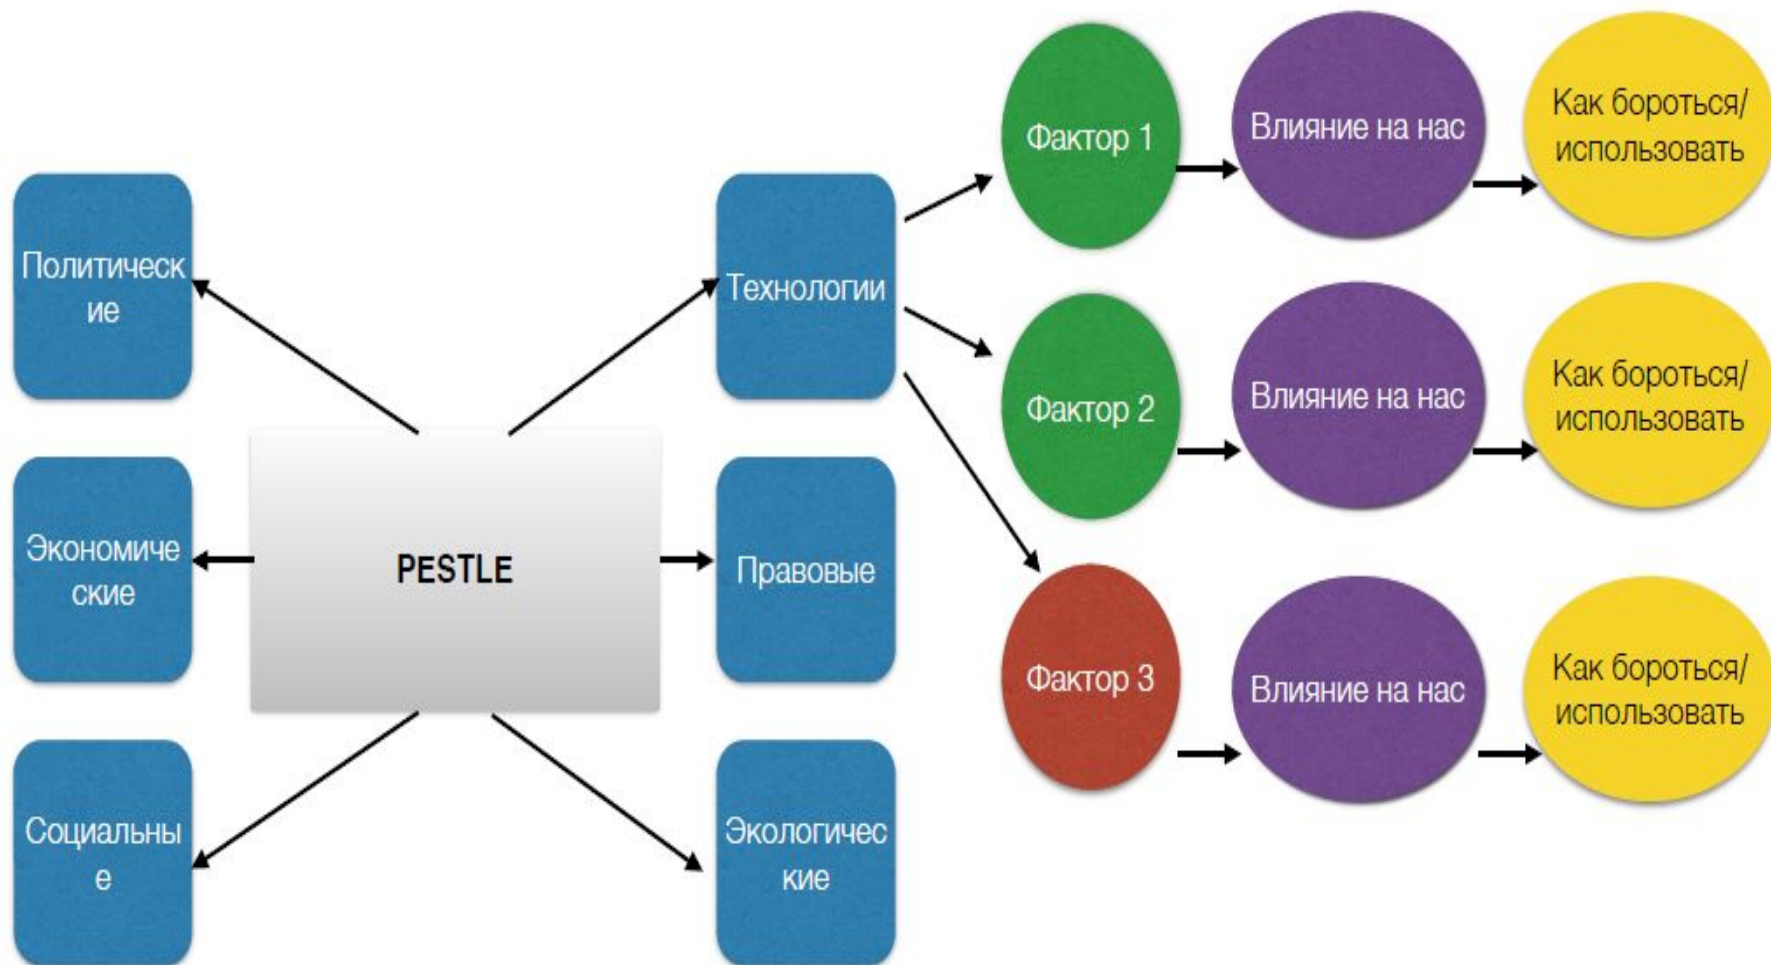 Политическ
ие
Экономиче
ские
Социальны
е
PESTLE
Технологии
Правовые
Экологичес
кие
Фактор 1
Влияние на нас
Как бороться/
использовать
Фактор 2
Влияние на нас
Как бороться/
использовать
Фактор 3
Влияние на нас
Как бороться/
использовать